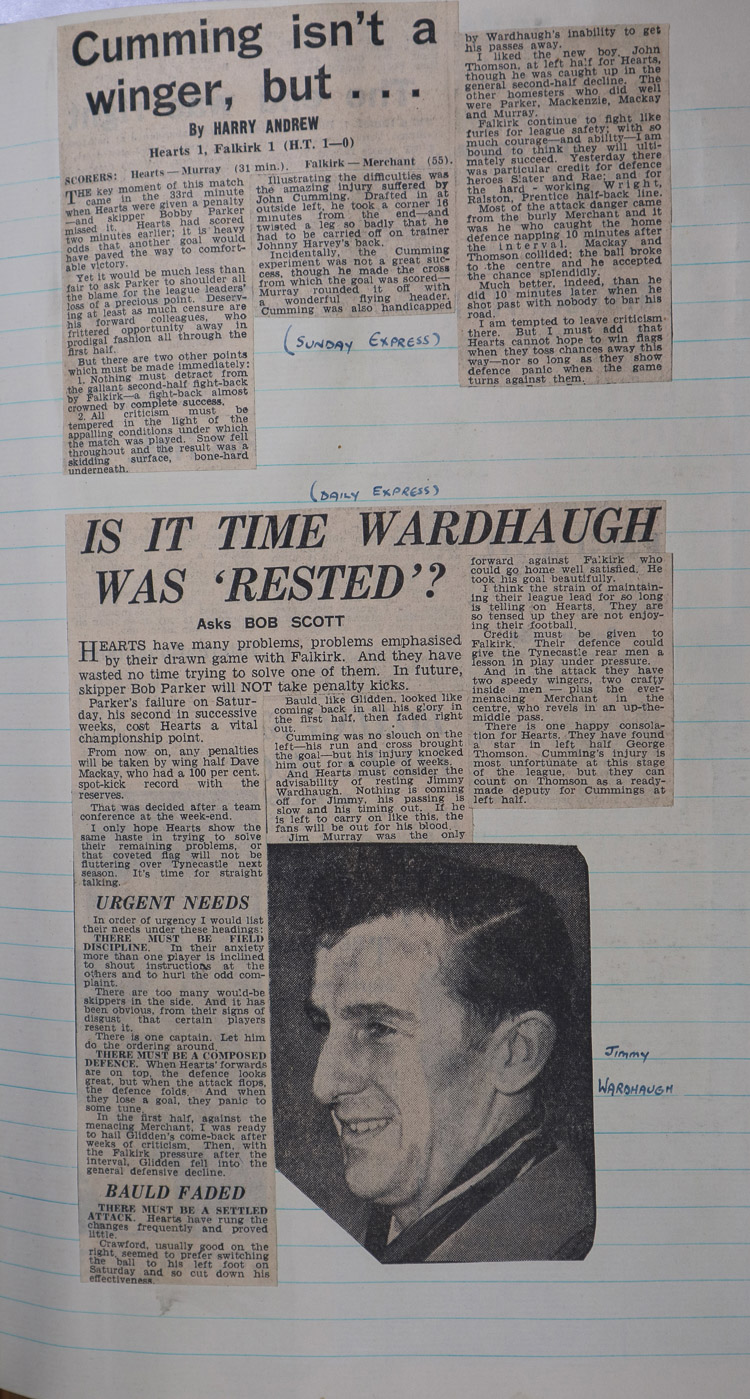 Cumming isn't a
winger, but . . .
By HARRY ANDREW
Hearts 1, Falkirk 1 (H.T. 1—0)
SCORERS: Hearts—Murray (31 min.). Falkirk—Merchant (55).
THE key moment of this match
came in the 33rd minute
when Hearts were given a penalty
—and skipper Bobby Parker
missed it. Hearts had scored
two minutes earlier; it is heavy
odds that another goal would
have paved the way to comfort-
able victory.
Yet it would be much less than
fair to ask Parker to shoulder all
the blame for the league leaders'
loss of a precious point. Deserv-
ing at least as much censure are
his forward colleagues, who
frittered opportunity away in
prodigal fashion all through the
first half.
But there are two other points
which must be made immediately:
1. Nothing must detract from
the gallant second-half fight-back
by Falkirk—a fight-back almost
crowned by complete success.
2. All criticism must be
tempered in the light of the
appalling conditions under which
the match was played. Snow fell
throughout and the result was a
skidding surface, bone-hard
underneath.
Illustrating the difficulties was
the amazing injury suffered by
John Cumming. Drafted in at
outside left, he took a corner 16
minutes from the end—and
twisted a leg so badly that he
had to be carried off on trainer
Johnny Harvey's back.
Incidentally, the Cumming
experiment was not a great suc-
cess, though he made the cross
from which the goal was scored—
Murray rounded it off with
a wonderful flying header.
Cumming was also handicapped
by Wardhaugh's inability to get
his passes away.
I liked the new boy, John
Thomson, at left half for Hearts,
though he was caught up in the
general second-half decline. The
other homesters who did well
were Parker, Mackenzie, Mackay
and Murray.
Falkirk continue to fight like
furies for league safety; with so
much courage—and ability—I am
bound to think they will ulti-
mately succeed. Yesterday there
was particular credit for defence
heroes Slater and Rae; and for
the hard-working Wright,
Ralston, Prentice half-back line.
Most of the attack danger came
from the burly Merchant and it
was he who caught the home
defence napping 10 minutes after
the interval. Mackay and
Thomson collided; the ball broke
to the centre and he accepted
the chance splendidly.
Much better, indeed, than he
did 10 minutes later when he
shot past with nobody to bar his
road.
I am tempted to leave criticism
there. But I must add that
Hearts cannot hope to win flags
when they toss chances away this
way—nor so long as they show
defence panic when the game
turns against them.
(SUNDAY EXPRESS)
(DAILY EXPRESS)
IS IT TIME WARDHAUGH
WAS 'RESTED'?
Asks BOB SCOTT
HEARTS have many problems, problems emphasised
by their drawn game with Falkirk. And they have
wasted no time trying to solve one of them. In future,
skipper Bob Parker will NOT take penalty kicks.
Parker's failure on Satur-
day, his second in successive
weeks, cost Hearts a vital
championship point.
From now on, any penalties
will be taken by wing half Dave
Mackay, who had a 100 per cent.
spot-kick record with the
reserves.
That was decided after a team
conference at the week-end.
I only hope Hearts show the
same haste in trying to solve
their remaining problems, or
that coveted flag will not be
fluttering over Tynecastle next
season. It's time for straight
talking.
URGENT NEEDS
In order of urgency I would list
their needs under these headings:
THERE MUST BE FIELD
DISCIPLINE. In their anxiety
more than one player is inclined
to shout instructions at the
others and to hurl the odd com-
plaint.
There are too many would-be
skippers in the side. And it has
been obvious, from their signs of
disgust that certain players
resent it.
There is one captain. Let him
do the ordering around.
THERE MUST BE A COMPOSED
DEFENCE. When Hearts' forwards
are on top, the defence looks
great, but when the attack flops,
the defence folds. And when
they lose a goal, they panic to
some tune.
In the first half, against the
menacing Merchant, I was ready
to hail Glidden's come-back after
weeks of criticism. Then, with
the Falkirk pressure after the
interval, Glidden fell into the
general defensive decline.
BAULD FADED
THERE MUST BE A SETTLED
ATTACK. Hearts have rung the
changes frequently and proved
little.
Crawford, usually good on the
right, seemed to prefer switching
the ball to his left foot on
Saturday and so cut down his
effectiveness.
Bauld, like Glidden, looked like
coming back in all his glory in
the first half, then faded right
out.
Cumming was no slouch on the
left—his run and cross brought
the goal—but his injury knocked
him out for a couple of weeks.
And Hearts must consider the
advisability of resting Jimmy
Wardhaugh. Nothing is coming
off for Jimmy, his passing is
slow and his timing out. If he
is left to carry on like this, the
fans will be out for his blood.
Jim Murray was the only
forward against Falkirk who
could go home well satisfied. He
took his goal beautifully.
I think the strain of maintain-
ing their league lead for so long
is telling on Hearts. They are
so tensed up they are not enjoy-
ing their football.
Credit must be given to
Falkirk. Their defence could
give the Tynecastle rear men a
lesson in play under pressure.
And in the attack they have
two speedy wingers, two crafty
inside men — plus the ever-
menacing Merchant in the
centre, who revels in an up-the-
middle pass.
There is one happy consola-
tion for Hearts. They have found
a star in left half George
Thomson. Cumming's injury is
most unfortunate at this stage
of the league, but they can
count on Thomson as a ready-
made deputy for Cummings at
left half.
Jimmy
WARDHAUGH